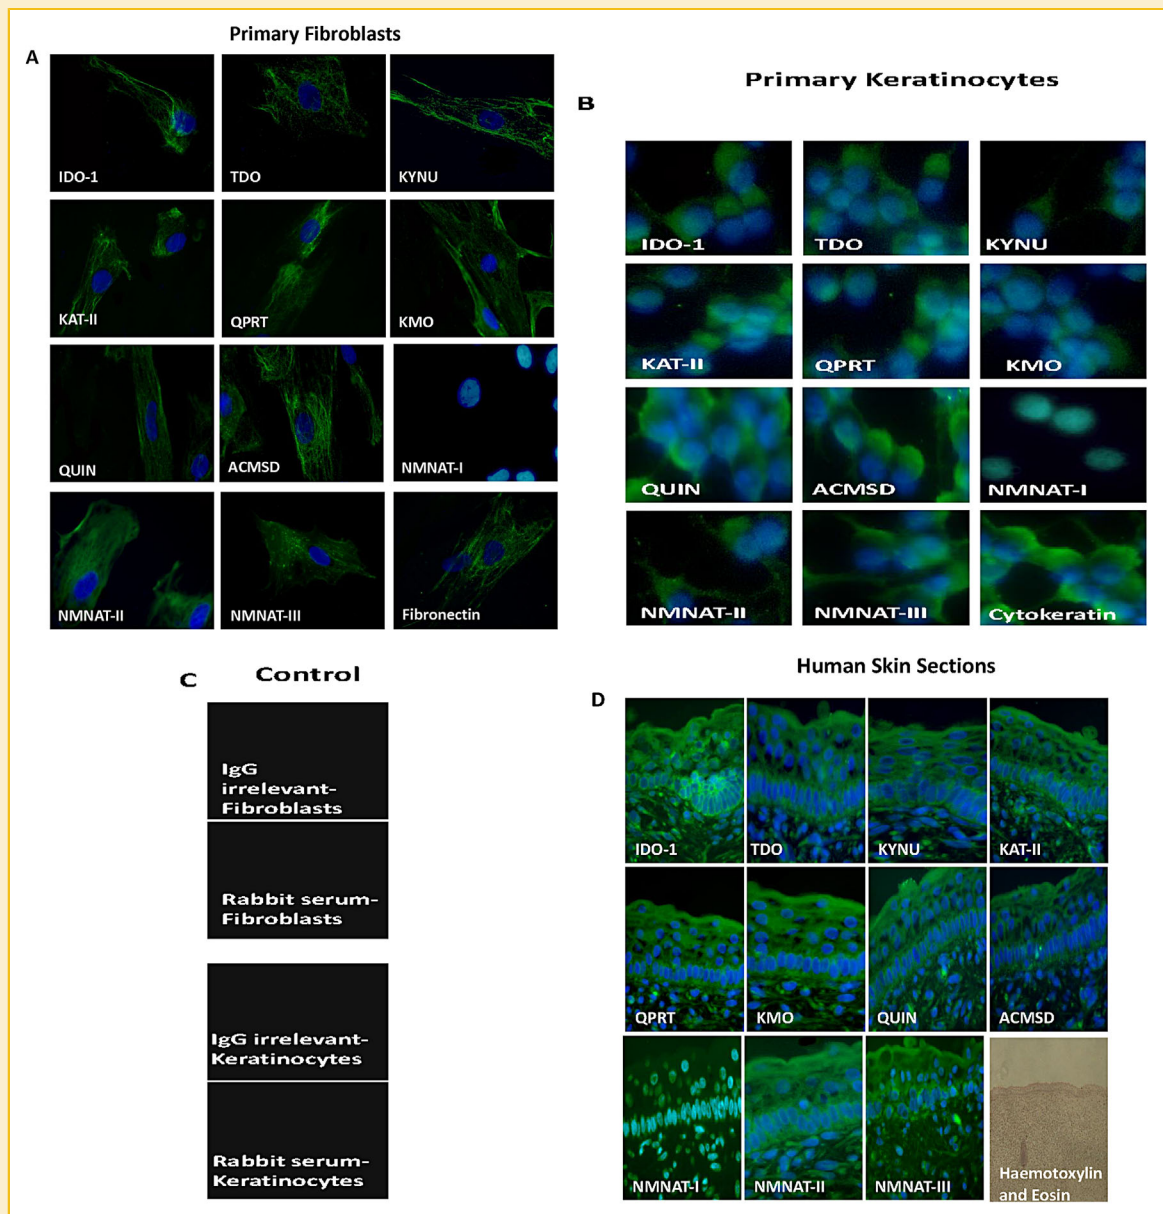 Primary Fibroblasts
A
IDO-1
TDO
KYNU
KAT-II
QPRT
KMO
QUIN
ACMSD
NMNAT-I
NMNAT-II
NMNAT-III
Fibronectin
Primary Keratinocytes
B
IDO-1
TDO
KYNU
KAT-II
QPRT
KMO
QUIN
ACMSD
NMNAT-I
NMNAT-II
NMNAT-III
Cytokeratin
C
Control
IgG
irrelevant-
Fibroblasts
Rabbit serum-
Fibroblasts
IgG irrelevant-
Keratinocytes
Rabbit serum-
Keratinocytes
Human Skin Sections
D
IDO-1
TDO
KYNU
KAT-II
QPRT
KMO
QUIN
ACMSD
NMNAT-I
NMNAT-II
NMNAT-III
Haemotoxylin
and Eosin